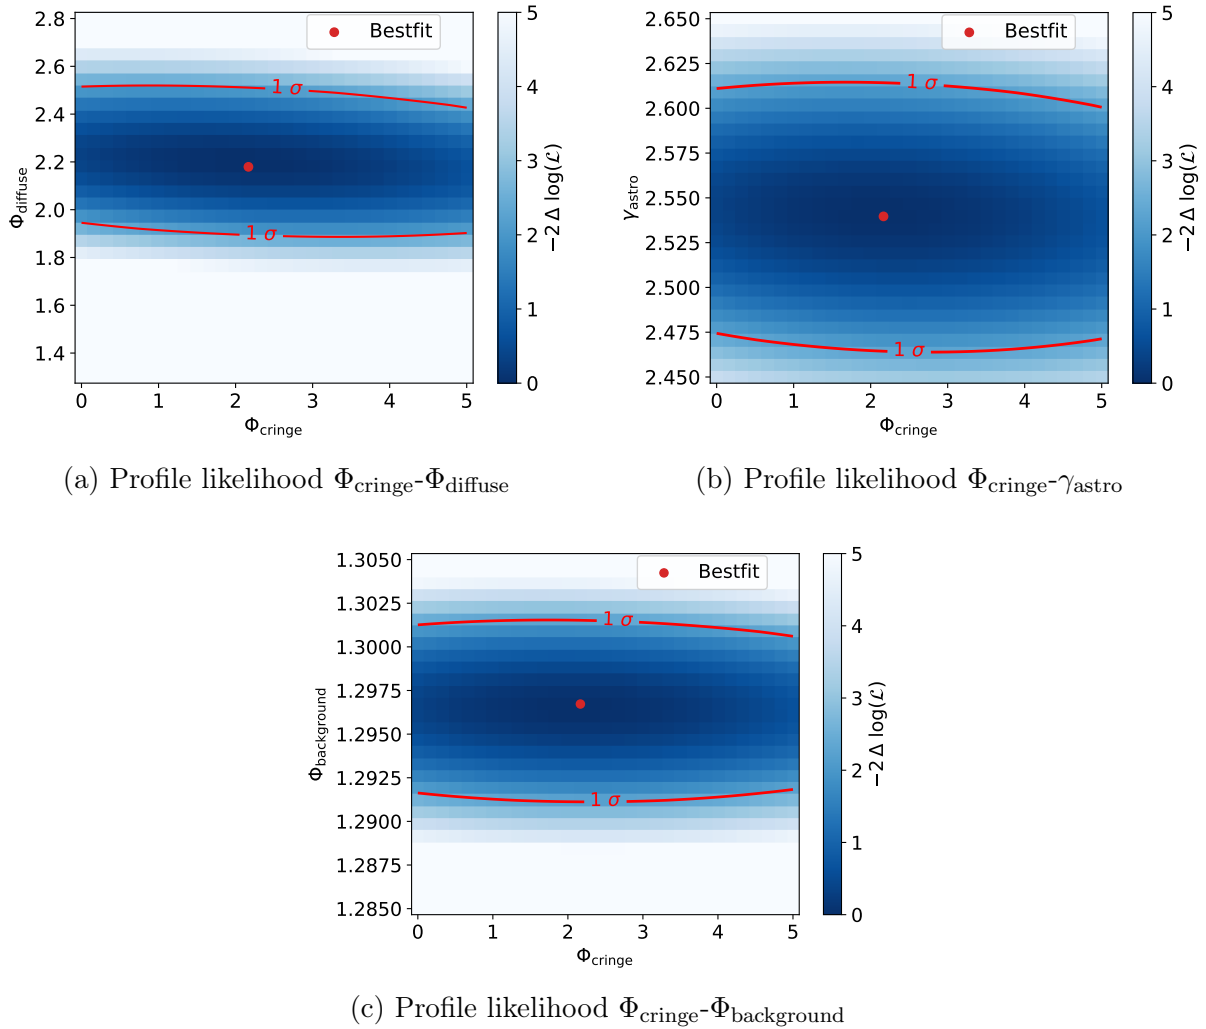 2.8
2.6
2.4
2.2
2.0
1.8
1.6
1.4
Φdiffuse
Bestfit
1 σ
1 σ
0 1 2 3 4 5
Φcringe
5
4
3
2
1
0
−2 Δ log(ℒ)
(a) Profile likelihood Φcringe-Φdiffuse
2.650
2.625
2.600
2.575
2.550
2.525
2.500
2.475
2.450
γastro
Bestfit
1 σ
1 σ
0 1 2 3 4 5
Φcringe
5
4
3
2
1
0
−2 Δ log(ℒ)
(b) Profile likelihood Φcringe-γastro
1.3050
1.3025
1.3000
1.2975
1.2950
1.2925
1.2900
1.2875
1.2850
Φbackground
Bestfit
1 σ
1 σ
0 1 2 3 4 5
Φcringe
5
4
3
2
1
0
−2 Δ log(ℒ)
(c) Profile likelihood Φcringe-Φbackground